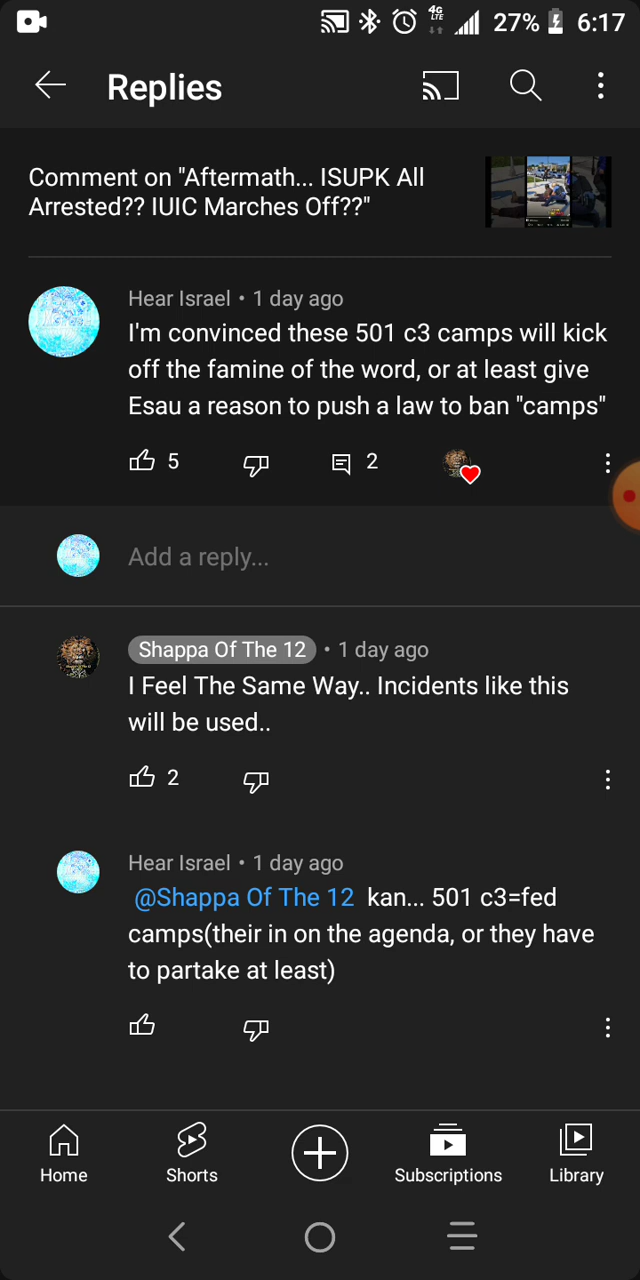 4G
LTE
27%
6:17
Replies
Comment on "Aftermath... ISUPK All
Arrested?? IUIC Marches Off??"
Hear Israel • 1 day ago
I'm convinced these 501 c3 camps will kick
off the famine of the word, or at least give
Esau a reason to push a law to ban "camps"
5
2
Add a reply...
Shappa Of The 12 • 1 day ago
I Feel The Same Way.. Incidents like this
will be used..
2
Hear Israel • 1 day ago
@Shappa Of The 12 kan... 501 c3=fed
camps(their in on the agenda, or they have
to partake at least)
Home
Shorts
Subscriptions
Library